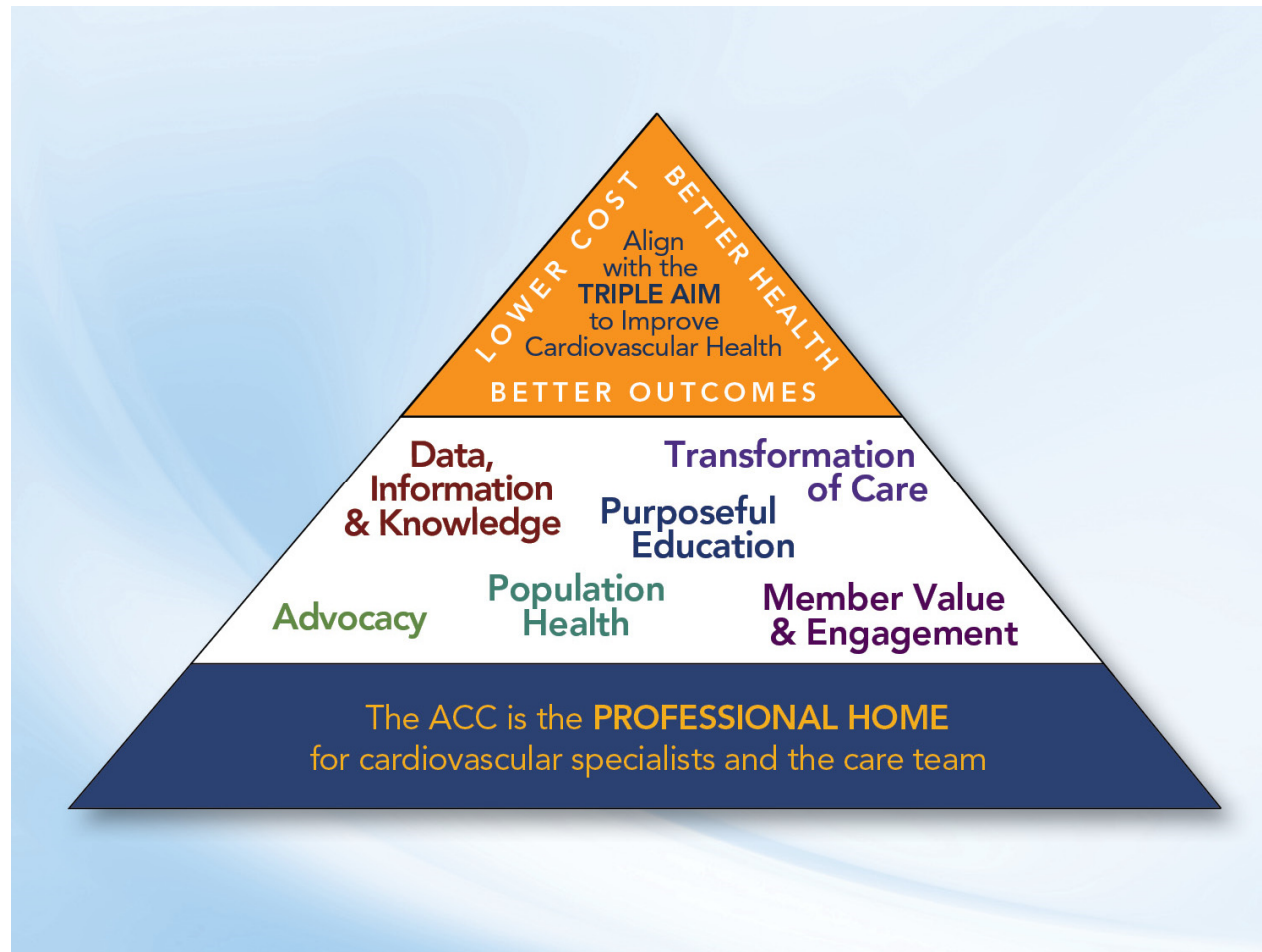 LOWER COST
BETTER HEALTH
Align
with the
TRIPLE AIM
to Improve
Cardiovascular Health
BETTER OUTCOMES
Data,
Information
& Knowledge
Transformation
of Care
Purposeful
Education
Advocacy
Population
Health
Member Value
& Engagement
The ACC is the PROFESSIONAL HOME
for cardiovascular specialists and the care team